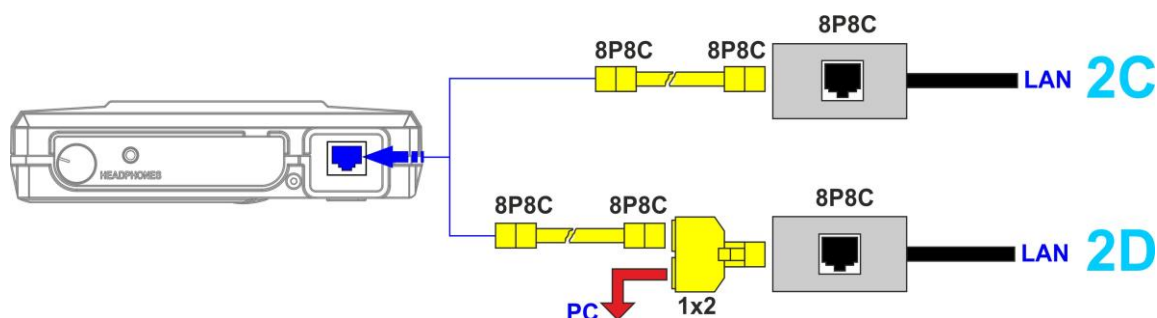 8P8C
8P8C 8P8C
LAN 2C
HEADPHONES
8P8C
8P8C 8P8C
LAN 2D
PC 1x2